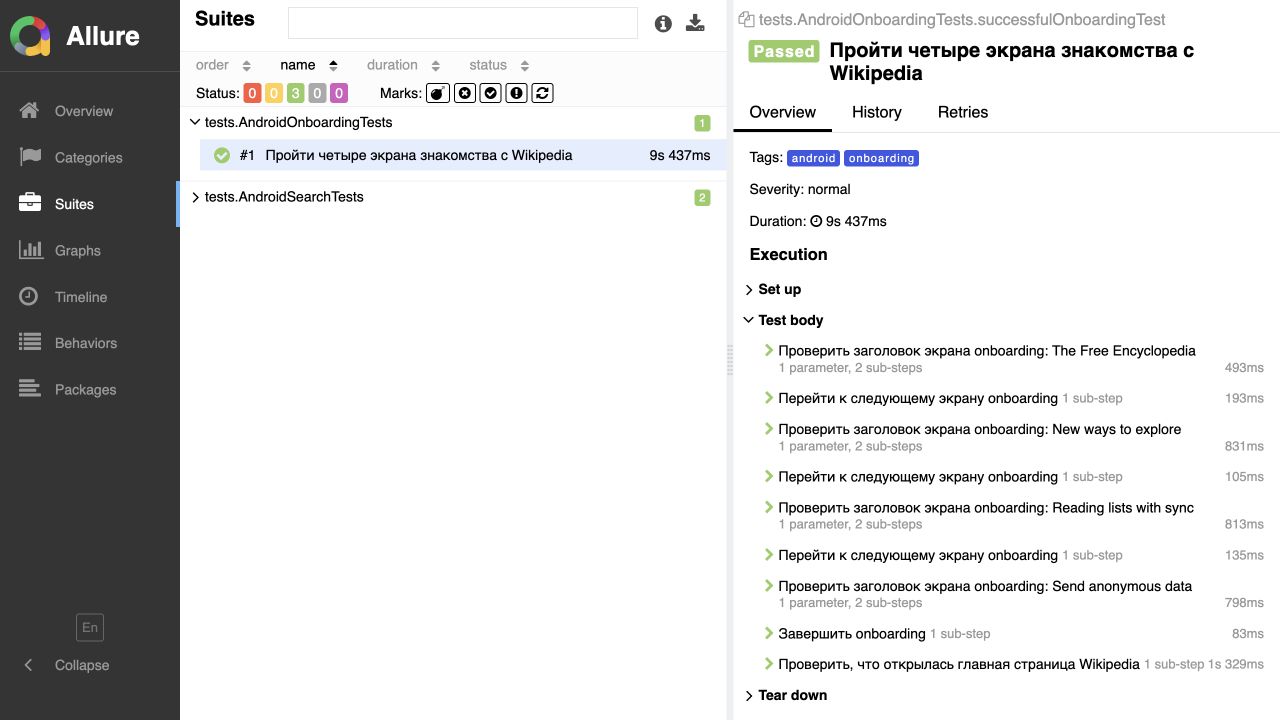 Allure
Overview
Categories
Suites
Graphs
Timeline
Behaviors
Packages
En
Collapse
Suites
order name duration status
Status: 0 0 3 0 0 Marks:
tests.AndroidOnboardingTests 1
#1 Пройти четыре экрана знакомства с Wikipedia 9s 437ms
tests.AndroidSearchTests 2
tests.AndroidOnboardingTests.successfulOnboardingTest
Passed Пройти четыре экрана знакомства с
Wikipedia
Overview History Retries
Tags: android onboarding
Severity: normal
Duration: 9s 437ms
Execution
Set up
Test body
Проверить заголовок экрана onboarding: The Free Encyclopedia
1 parameter, 2 sub-steps 493ms
Перейти к следующему экрану onboarding 1 sub-step 193ms
Проверить заголовок экрана onboarding: New ways to explore
1 parameter, 2 sub-steps 831ms
Перейти к следующему экрану onboarding 1 sub-step 105ms
Проверить заголовок экрана onboarding: Reading lists with sync
1 parameter, 2 sub-steps 813ms
Перейти к следующему экрану onboarding 1 sub-step 135ms
Проверить заголовок экрана onboarding: Send anonymous data
1 parameter, 2 sub-steps 798ms
Завершить onboarding 1 sub-step 83ms
Проверить, что открылась главная страница Wikipedia 1 sub-step 1s 329ms
Tear down